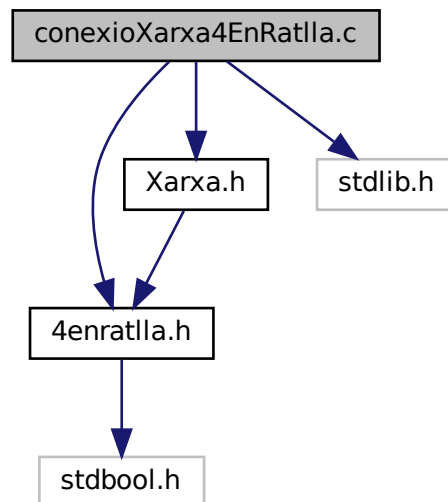 conexioXarxa4EnRatlla.c
Xarxa.h
stdlib.h
4enratlla.h
stdbool.h